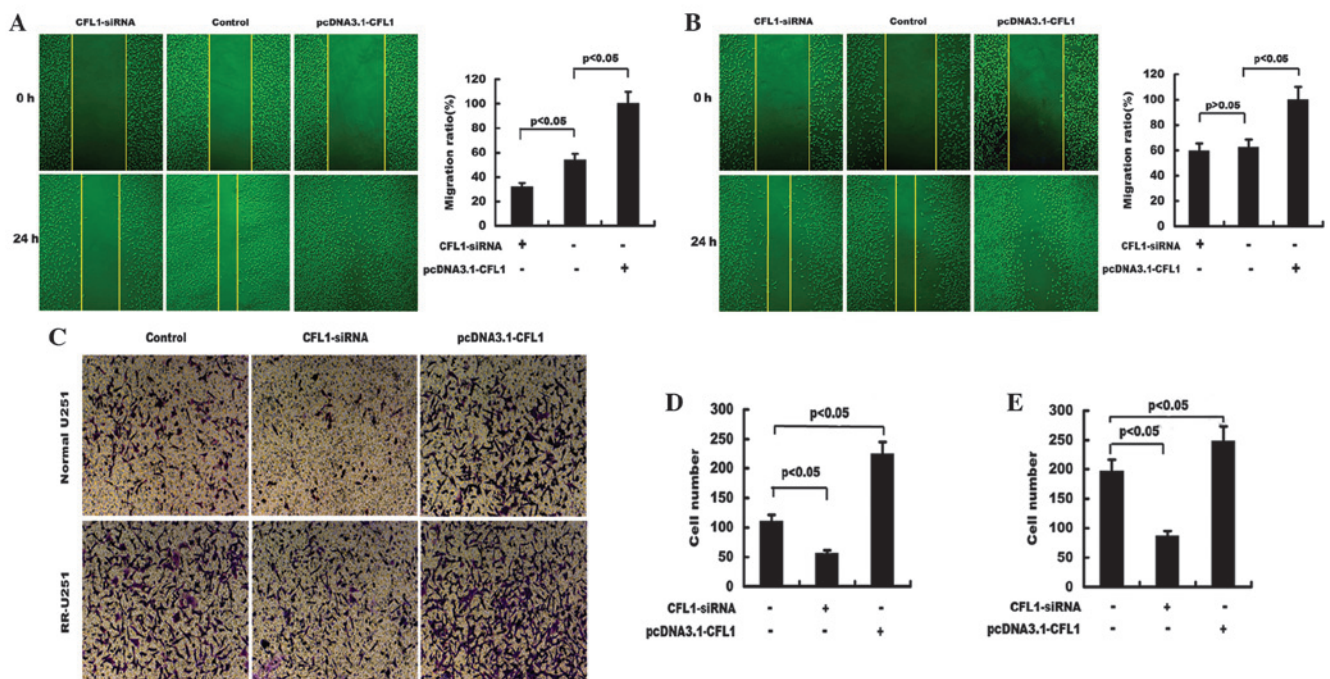 A
CFL1-siRNA Control pcDNA3.1-CFL1
0 h
24 h
Migration ratio(%)
120
100
80
60
40
20
0
p<0.05
p<0.05
CFL1-siRNA + - -
pcDNA3.1-CFL1 - - +
B
CFL1-siRNA Control pcDNA3.1-CFL1
0 h
24 h
Migration ratio(%)
120
100
80
60
40
20
0
p>0.05
p<0.05
CFL1-siRNA + - -
pcDNA3.1-CFL1 - - +
C
Control CFL1-siRNA pcDNA3.1-CFL1
Normal U251
RR-U251
D
Cell number
300
250
200
150
100
50
0
p<0.05
p<0.05
CFL1-siRNA - + -
pcDNA3.1-CFL1 - - +
E
Cell number
300
250
200
150
100
50
0
p<0.05
p<0.05
CFL1-siRNA - + -
pcDNA3.1-CFL1 - - +